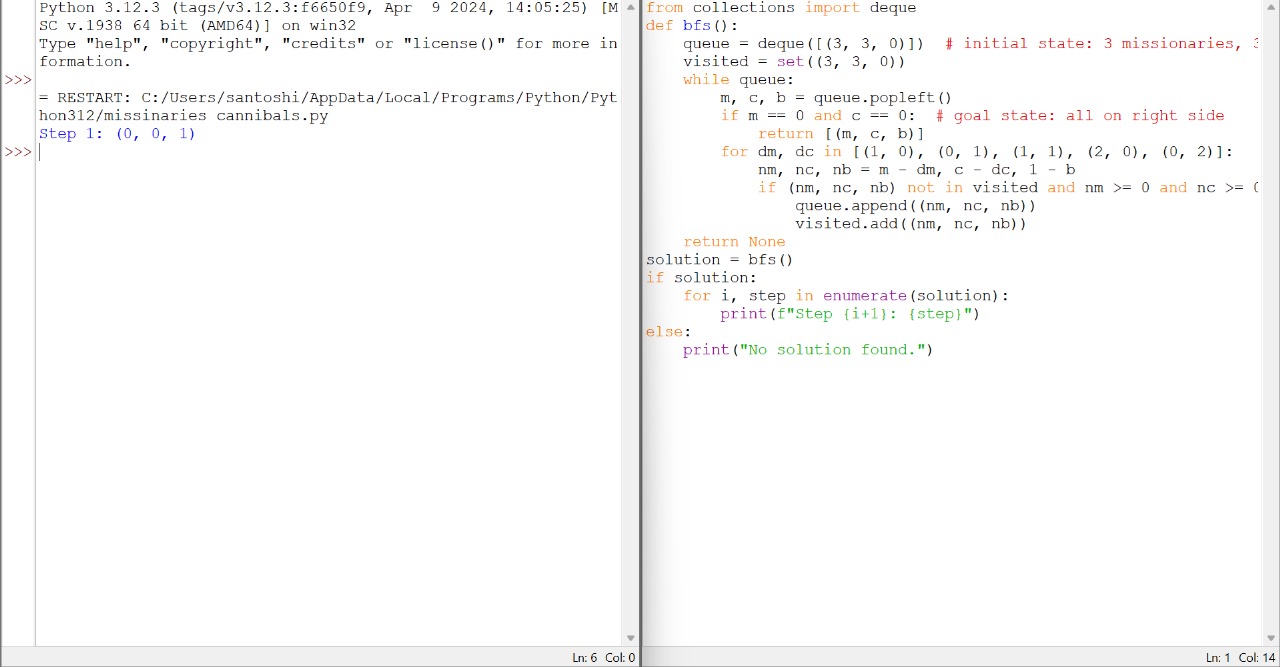 Python 3.12.3 (tags/v3.12.3:f6650f9, Apr  9 2024, 14:05:25) [M
SC v.1938 64 bit (AMD64)] on win32
Type "help", "copyright", "credits" or "license()" for more in
formation.
>>>
= RESTART: C:/Users/santoshi/AppData/Local/Programs/Python/Pyt
hon312/missinaries cannibals.py
Step 1: (0, 0, 1)
>>>
Ln: 6 Col: 0
from collections import deque
def bfs():
    queue = deque([(3, 3, 0)])  # initial state: 3 missionaries,
    visited = set((3, 3, 0))
    while queue:
        m, c, b = queue.popleft()
        if m == 0 and c == 0:  # goal state: all on right side
            return [(m, c, b)]
        for dm, dc in [(1, 0), (0, 1), (1, 1), (2, 0), (0, 2)]:
            nm, nc, nb = m - dm, c - dc, 1 - b
            if (nm, nc, nb) not in visited and nm >= 0 and nc >=
                queue.append((nm, nc, nb))
                visited.add((nm, nc, nb))
    return None
solution = bfs()
if solution:
    for i, step in enumerate(solution):
        print(f"Step {i+1}: {step}")
else:
    print("No solution found.")
Ln: 1 Col: 14